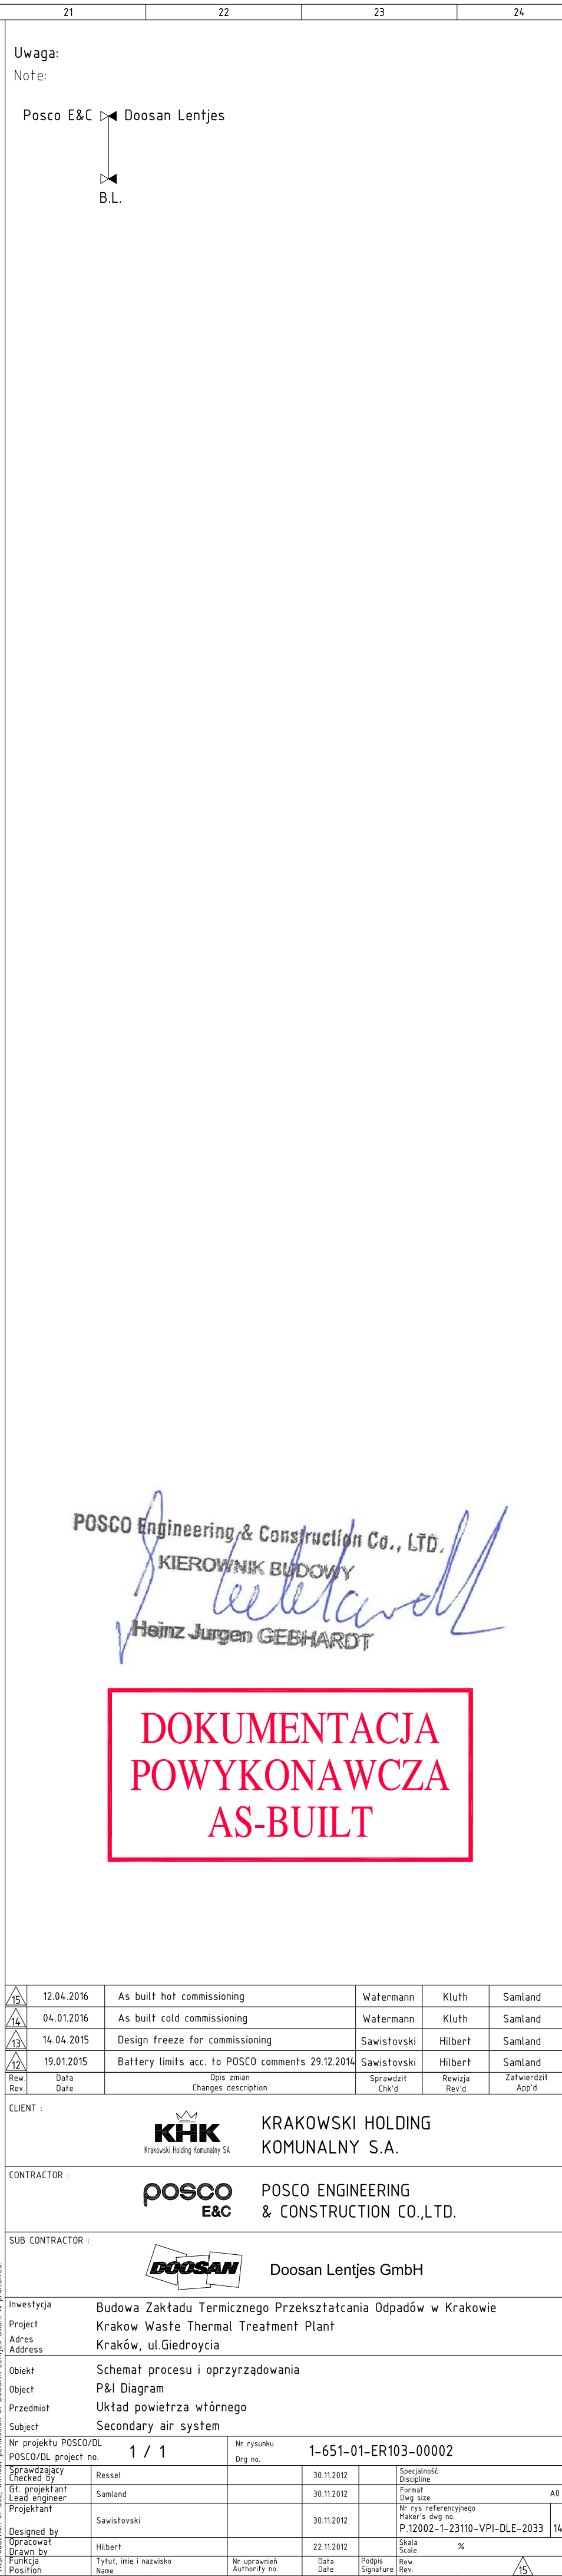 21 22 23 24
Uwaga:
Note:
Posco E&C Doosan Lentjes
B.L.
POSCO Engineering & Construction Co., LTD.
KIEROWNIK BUDOWY
Heinz Jurgen GEBHARDT
DOKUMENTACJA
POWYKONAWCZA
AS-BUILT
15 12.04.2016 As built hot commissioning Watermann Kluth Samland
14 04.01.2016 As built cold commissioning Watermann Kluth Samland
13 14.04.2015 Design freeze for commissioning Sawistovski Hilbert Samland
12 19.01.2015 Battery limits acc. to POSCO comments 29.12.2014 Sawistovski Hilbert Samland
Rew. Data Opis zmian Sprawdził Rewizja Zatwierdził
Rev. Date Changes description Chk'd Rev'd App'd
CLIENT :
KHK
Krakowski Holding Komunalny SA
KRAKOWSKI HOLDING
KOMUNALNY S.A.
CONTRACTOR :
posco
E&C
POSCO ENGINEERING
& CONSTRUCTION CO.,LTD.
SUB CONTRACTOR :
DOOSAN
Doosan Lentjes GmbH
Inwestycja Budowa Zakładu Termicznego Przekształcania Odpadów w Krakowie
Project Krakow Waste Thermal Treatment Plant
Adres
Address
Kraków, ul.Giedroycia
Obiekt Schemat procesu i oprzyrządowania
Object P&I Diagram
Przedmiot Układ powietrza wtórnego
Subject Secondary air system
Nr projektu POSCO/DL
POSCO/DL project no.
1 / 1
Nr rysunku
Drg no.
1-651-01-ER103-00002
Sprawdzający
Checked by
Ressel 30.11.2012
Specjalność
Discipline
Gł. projektant
Lead engineer
Samland 30.11.2012
Format
Dwg size
A0
Projektant
Designed by
Sawistovski 30.11.2012
Nr rys referencyjnego
Maker's dwg no.
P.12002-1-23110-VPI-DLE-2033 14
Opracował
Drawn by
Hilbert 22.11.2012
Skala
Scale
%
Funkcja
Position
Tytuł, imię i nazwisko
Name
Nr uprawnień
Authority no.
Data
Date
Podpis
Signature
Rew.
Rev.
15